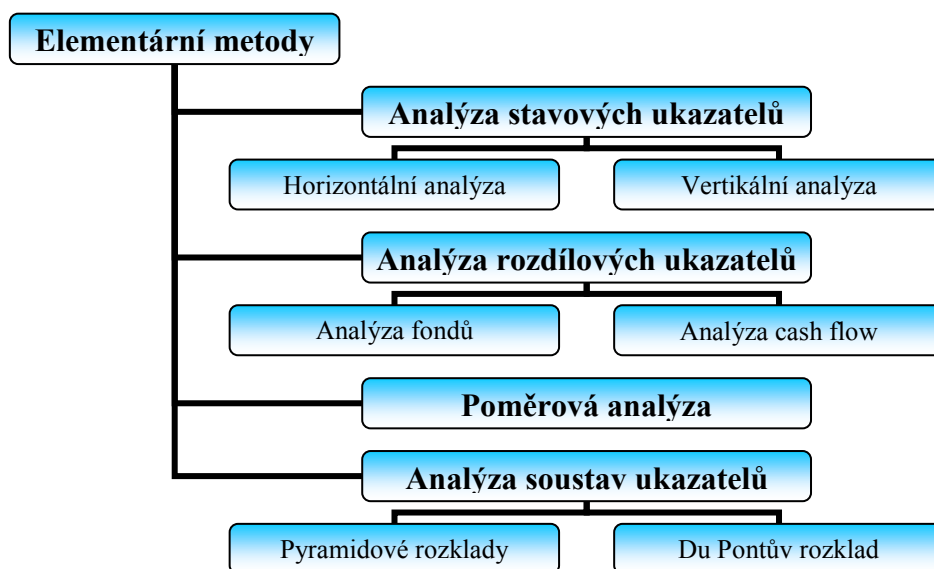 Elementární metody
Analýza stavových ukazatelů
Horizontální analýza
Vertikální analýza
Analýza rozdílových ukazatelů
Analýza fondů
Analýza cash flow
Poměrová analýza
Analýza soustav ukazatelů
Pyramidové rozklady
Du Pontův rozklad